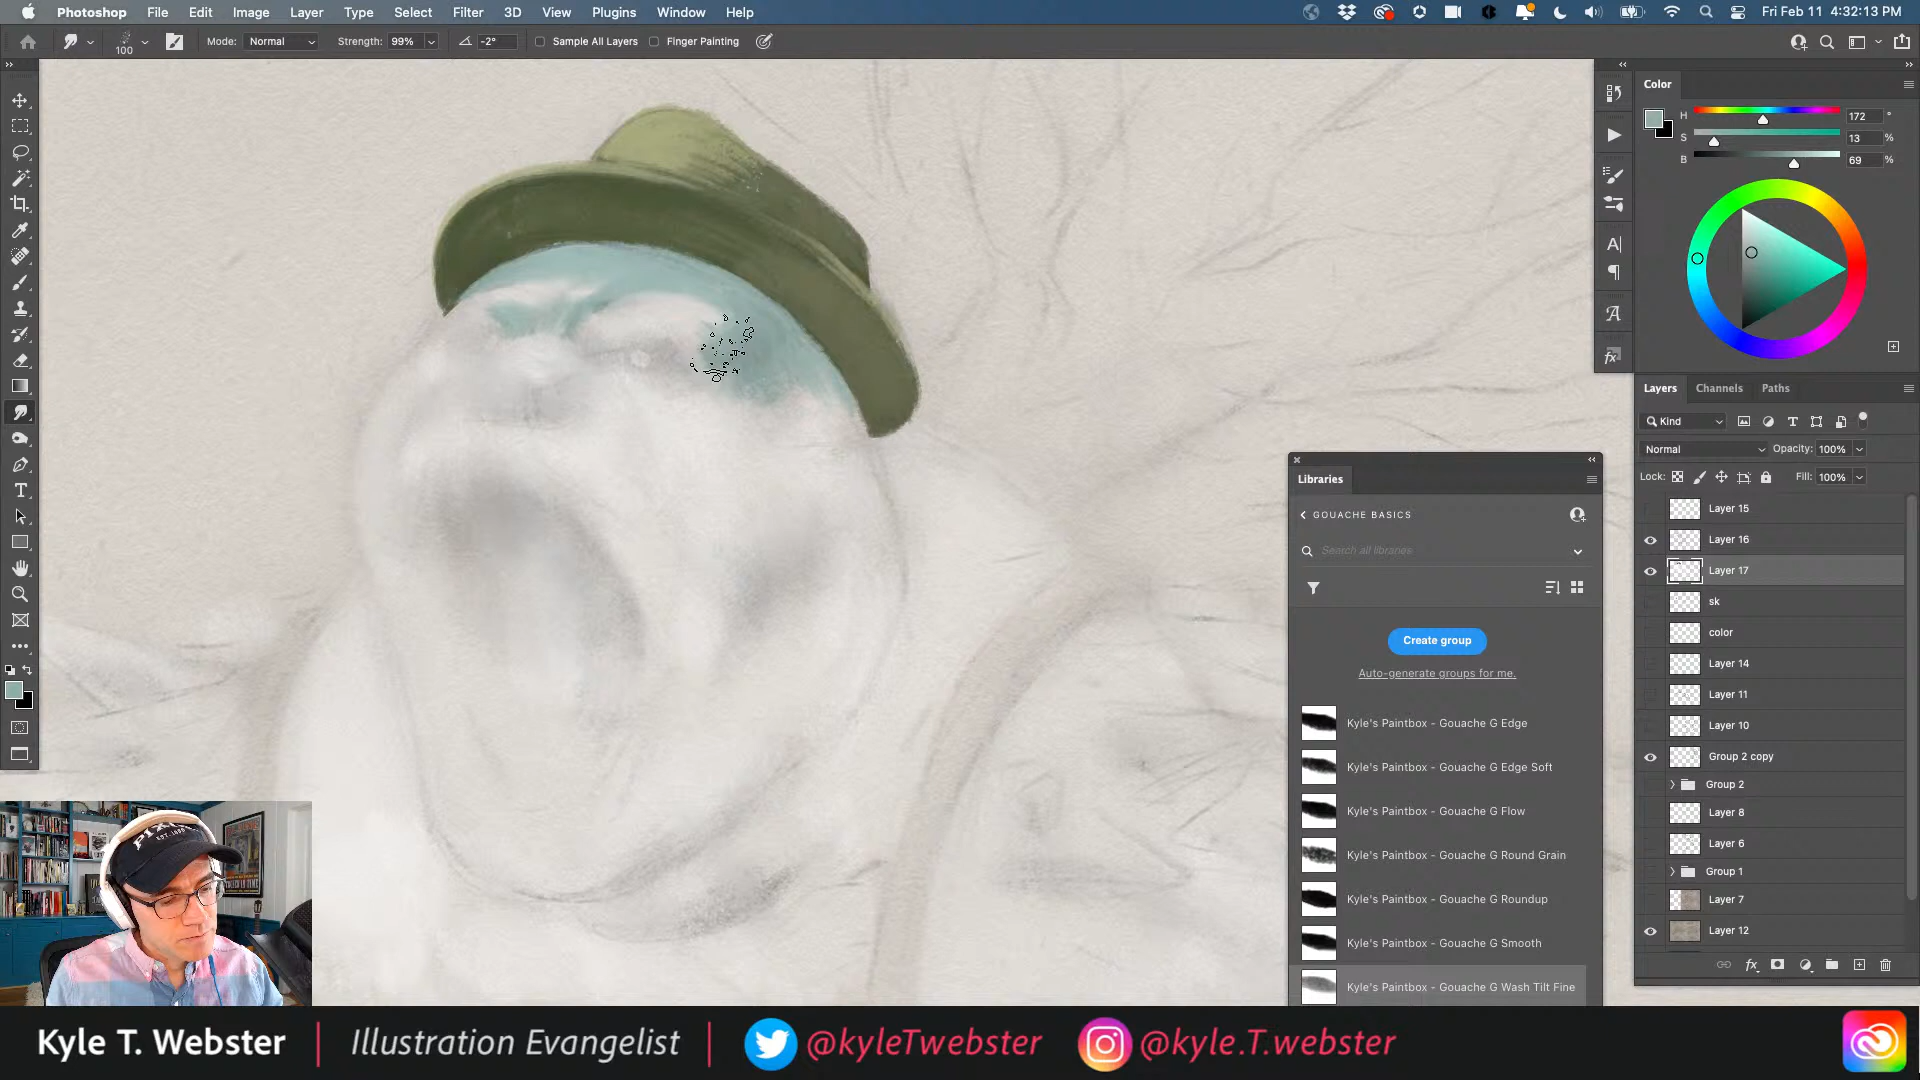 Photoshop File Edit Image Layer Type Select Filter 3D View Plugins Window Help Fri Feb 11 4:32:13 PM
100 Mode: Normal Strength: 99% -2° Sample All Layers Finger Painting
Color
H 172 °
S 13 %
B 69 %
Layers Channels Paths
Kind
Normal Opacity: 100%
Lock: Fill: 100%
Layer 15
Layer 16
Layer 17
sk
color
Layer 14
Layer 11
Layer 10
Group 2 copy
Group 2
Layer 8
Layer 6
Group 1
Layer 7
Layer 12
Libraries
GOUACHE BASICS
Search all libraries
Create group
Auto-generate groups for me.
Kyle's Paintbox - Gouache G Edge
Kyle's Paintbox - Gouache G Edge Soft
Kyle's Paintbox - Gouache G Flow
Kyle's Paintbox - Gouache G Round Grain
Kyle's Paintbox - Gouache G Roundup
Kyle's Paintbox - Gouache G Smooth
Kyle's Paintbox - Gouache G Wash Tilt Fine
Kyle T. Webster | Illustration Evangelist | @kyleTwebster @kyle.T.webster